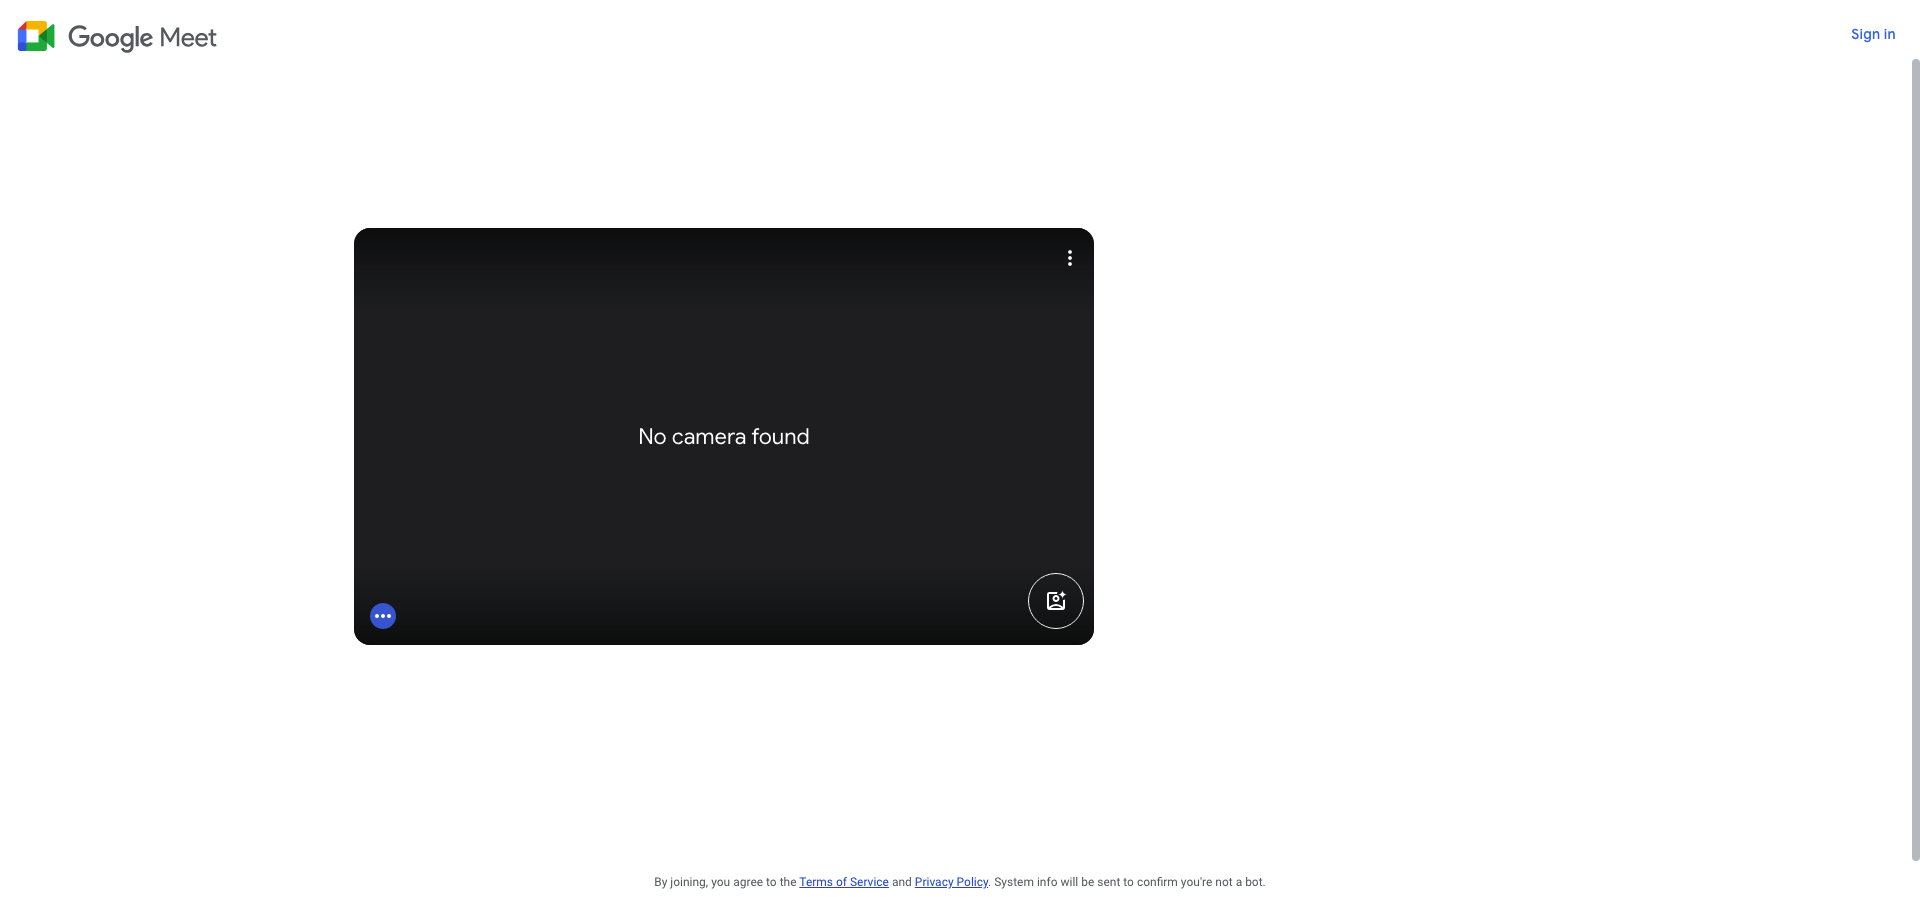 Google Meet
Sign in
No camera found
By joining, you agree to the Terms of Service and Privacy Policy. System info will be sent to confirm you're not a bot.